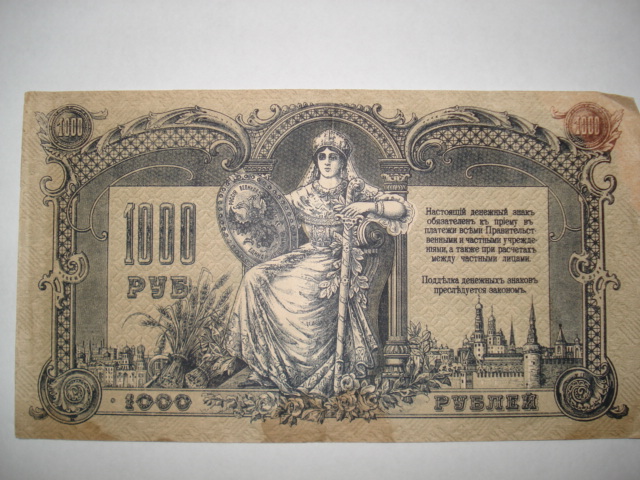 1000
1000
1000
РУБ
Настоящій денежный знакъ
обязателенъ къ пріему въ
платежи всѣми Правительст-
венными и частными учрежде-
ніями, а также при расчетахъ
между частными лицами.
Поддѣлка денежныхъ знаковъ
преслѣдуется закономъ.
1000
РУБЛЕЙ